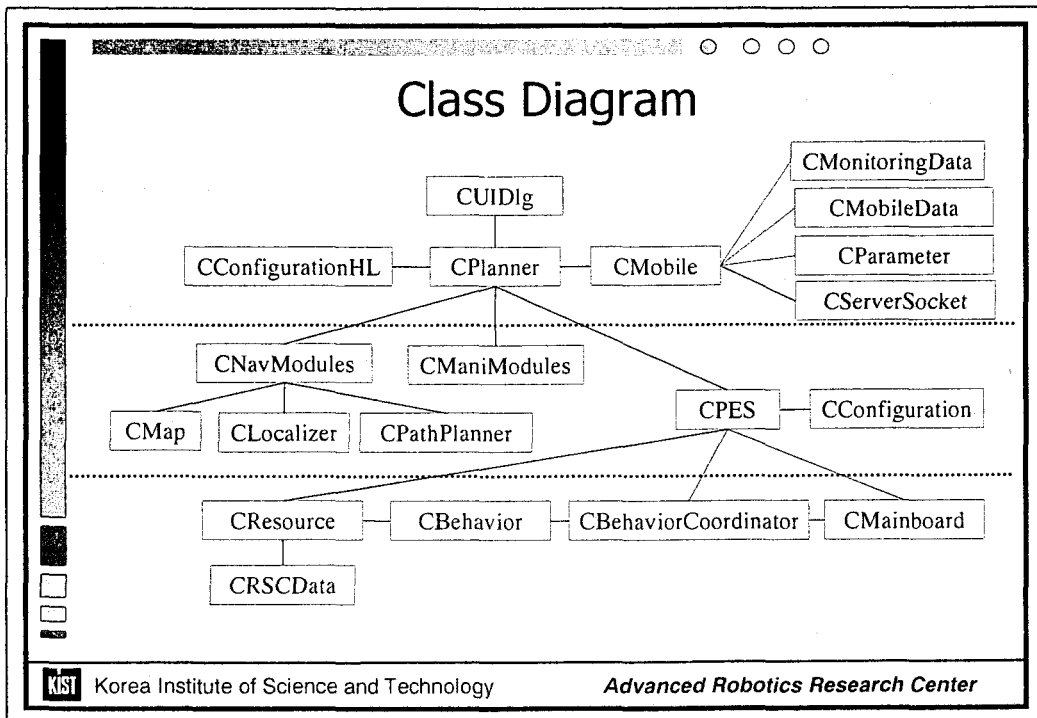 Class Diagram
CMonitoringData
CUIDlg
CMobileData
CConfigurationHL
CPlanner
CMobile
CParameter
CServerSocket
CNavModules
CManiModules
CPES
CConfiguration
CMap
CLocalizer
CPathPlanner
CResource
CBehavior
CBehaviorCoordinator
CMainboard
CRSCData
KIST Korea Institute of Science and Technology
Advanced Robotics Research Center